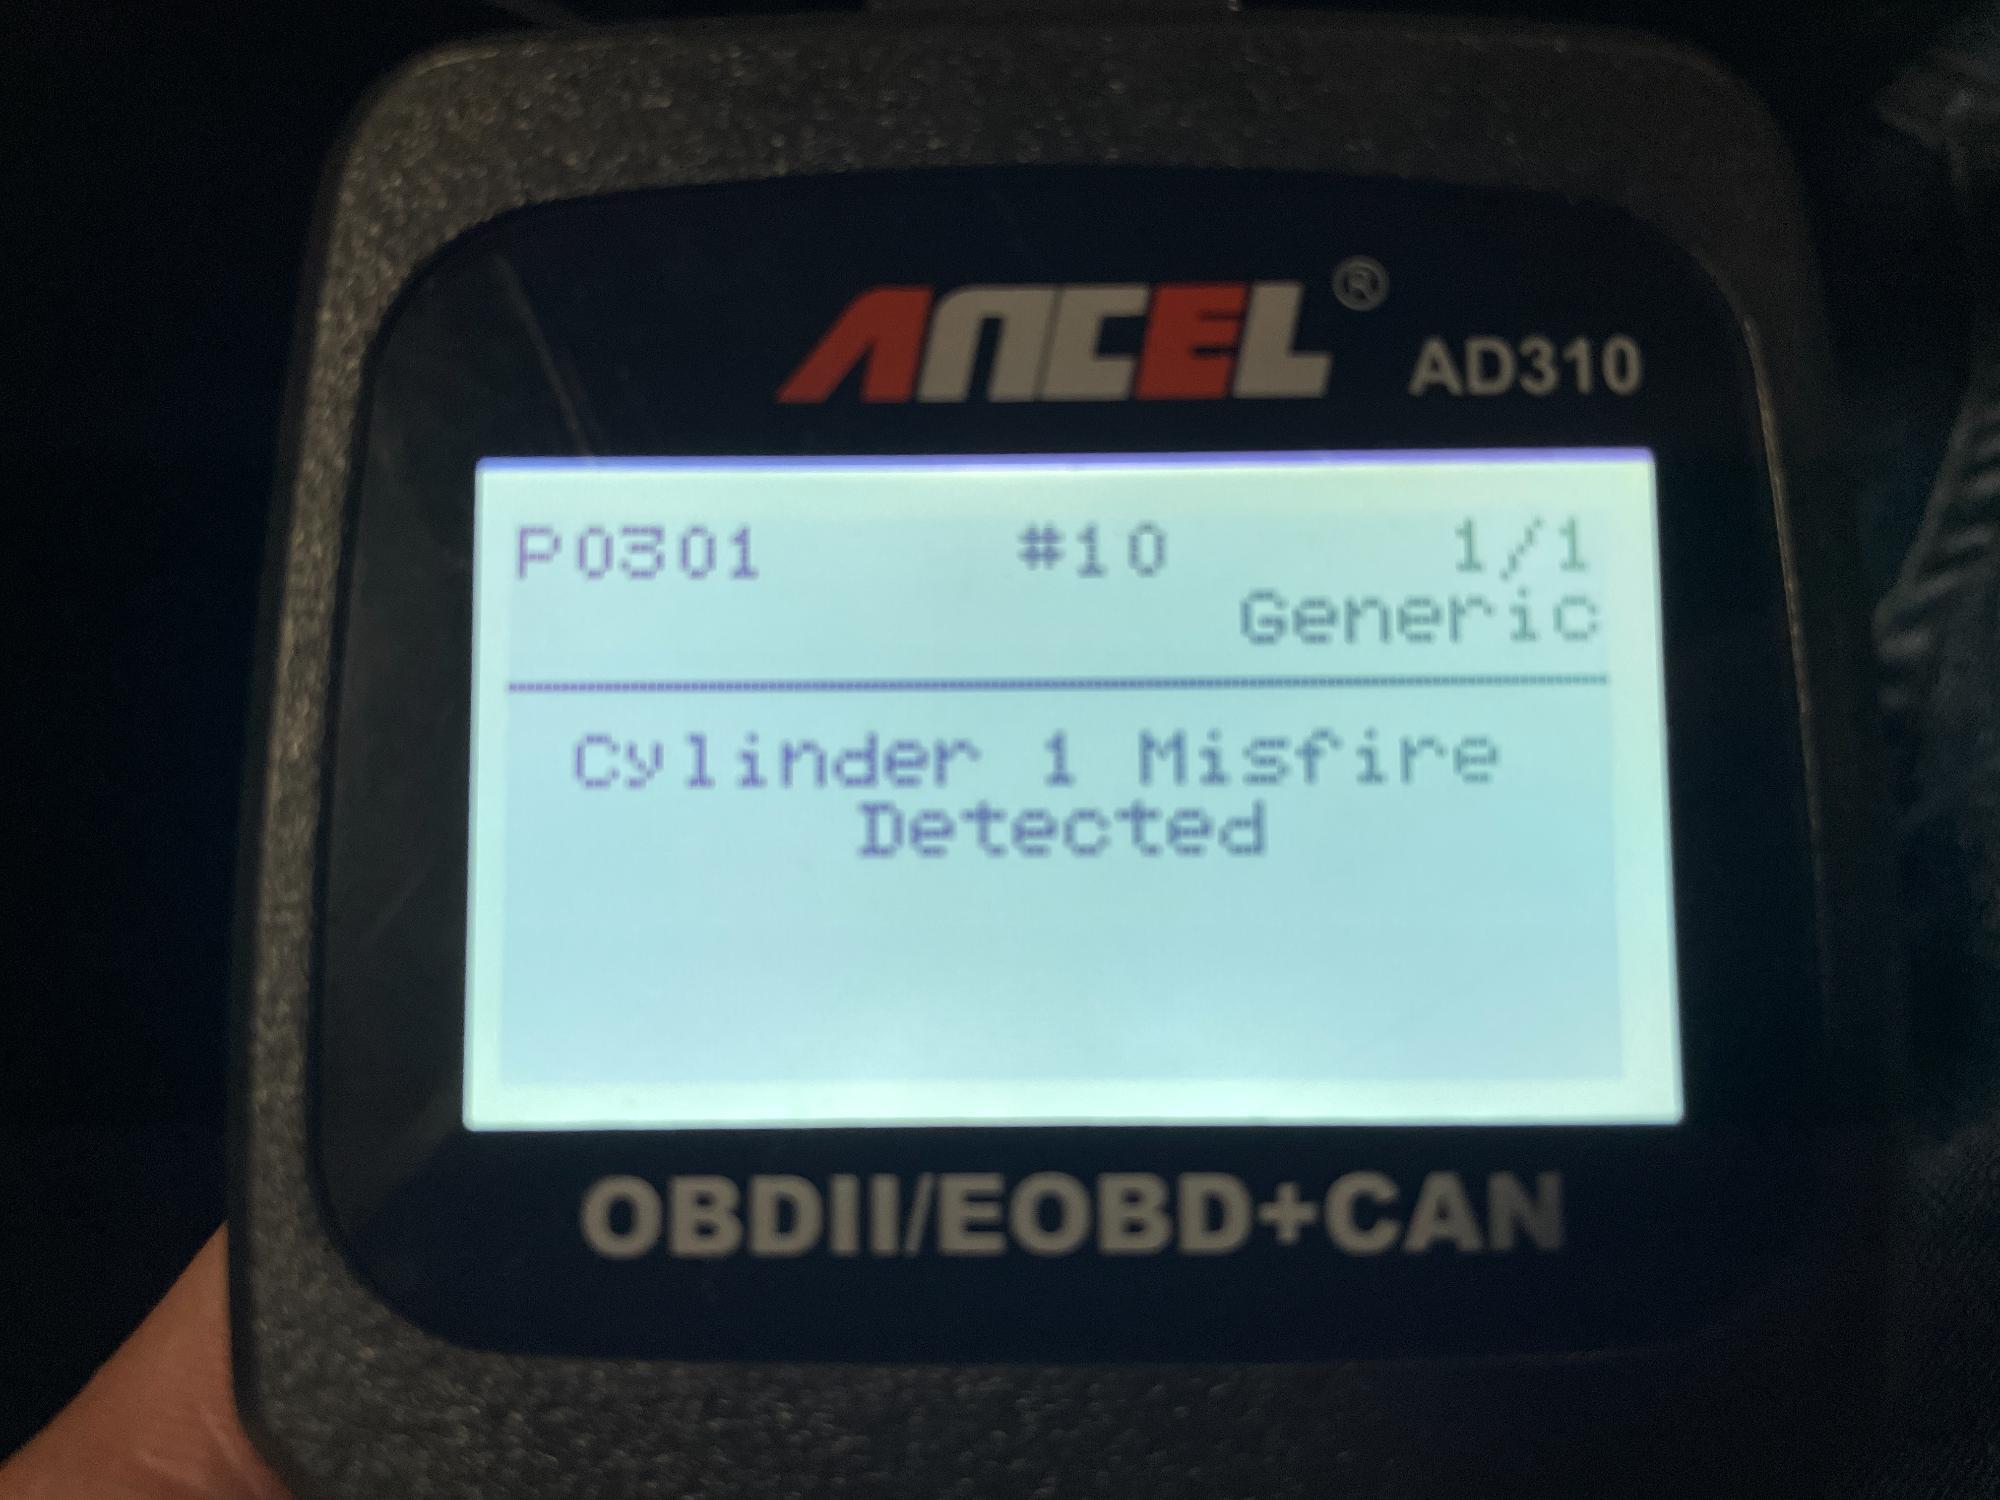 ANCEL® AD310
P0301 #10 1/1
Generic
Cylinder 1 Misfire
Detected
OBDII/EOBD+CAN